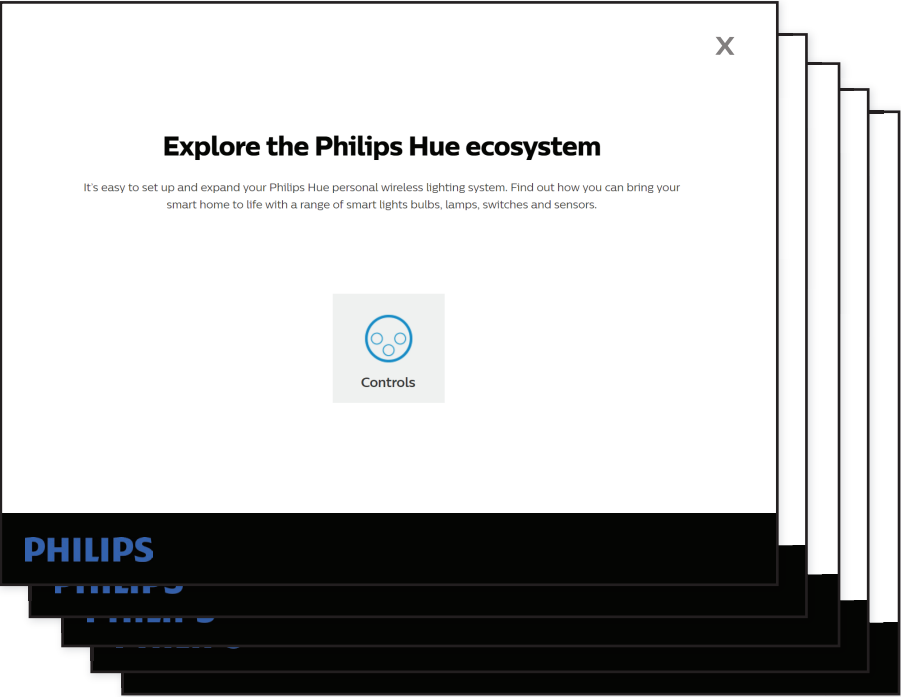 X
Explore the Philips Hue ecosystem
It's easy to set up and expand your Philips Hue personal wireless lighting system. Find out how you can bring your
smart home to life with a range of smart lights bulbs, lamps, switches and sensors.
Controls
PHILIPS
PHILIPS
PHILIPS